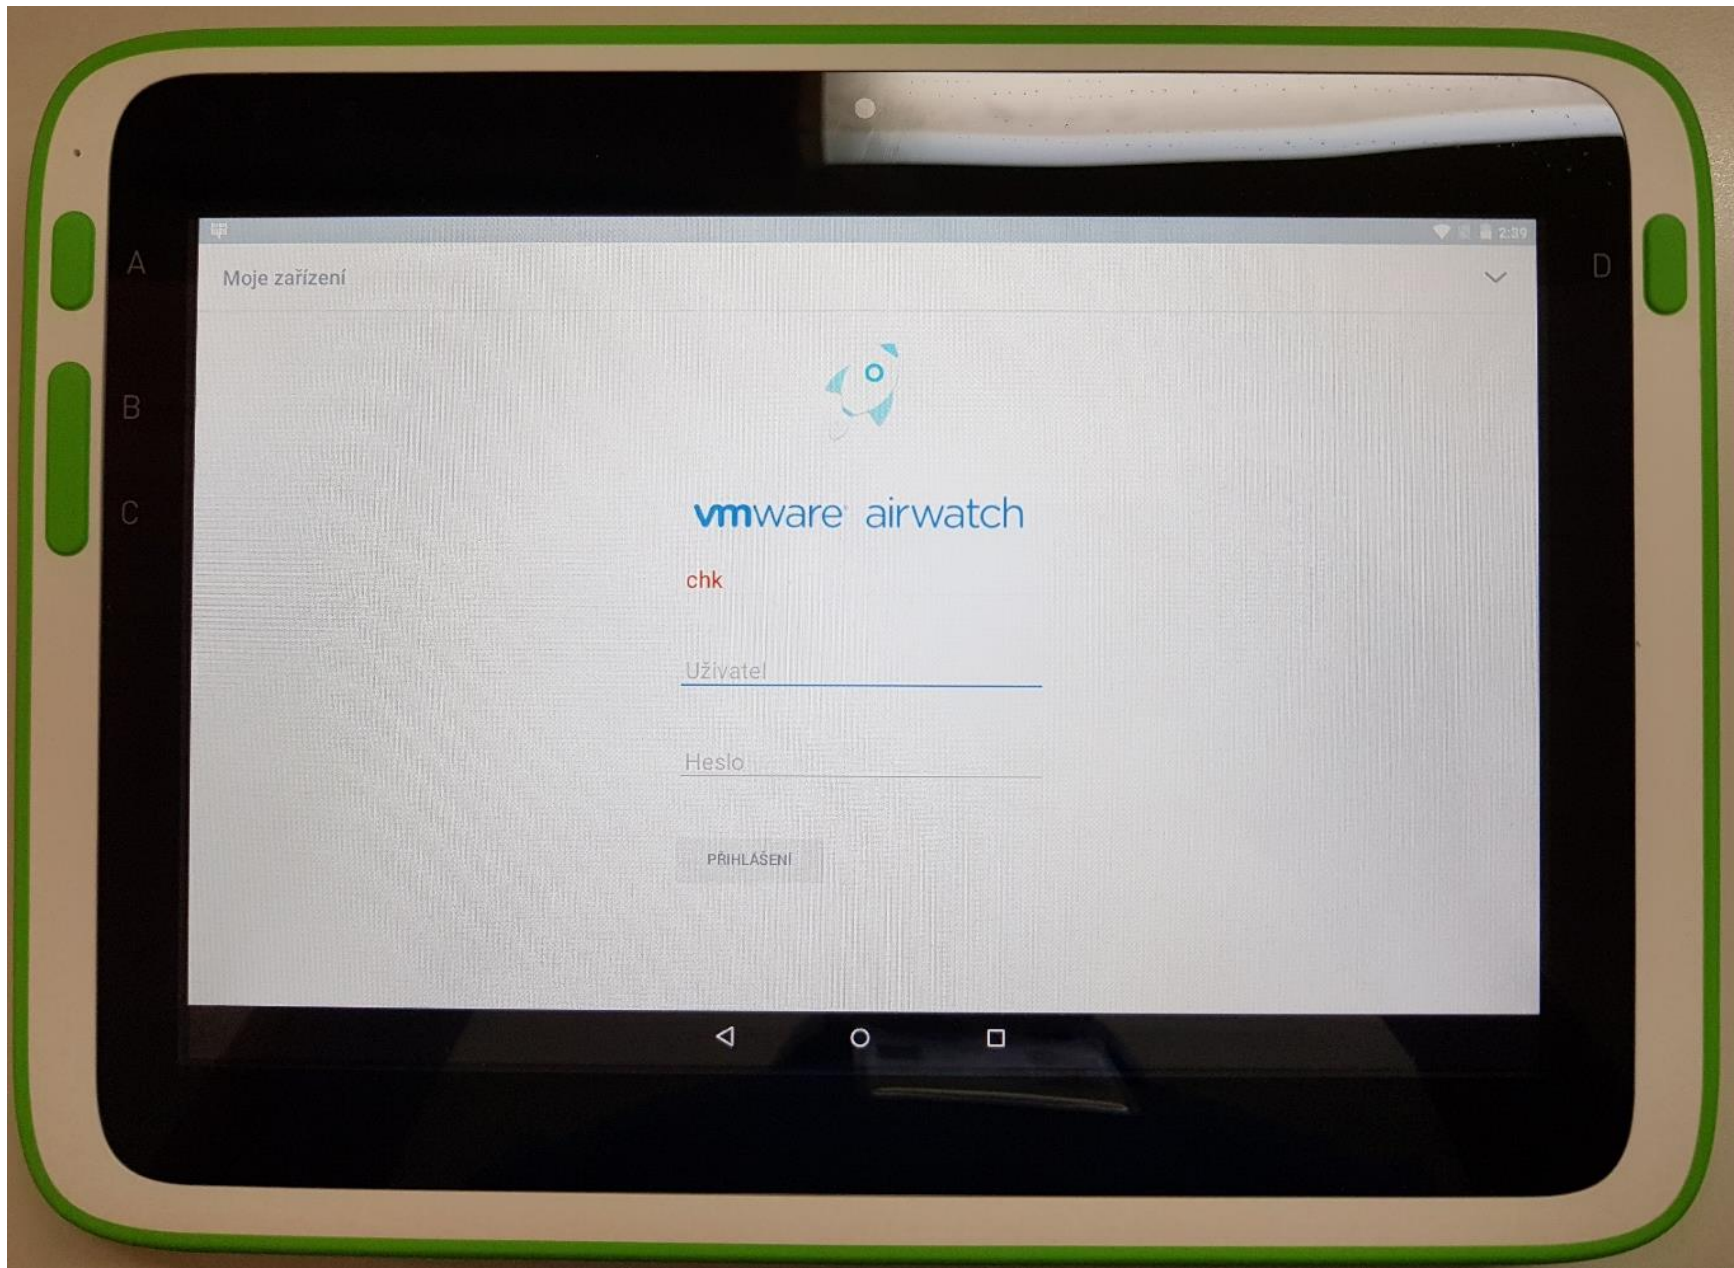 2:39
Moje zařízení
A
D
B
C
vmware airwatch
chk
Uživatel
Heslo
PŘIHLÁŠENÍ